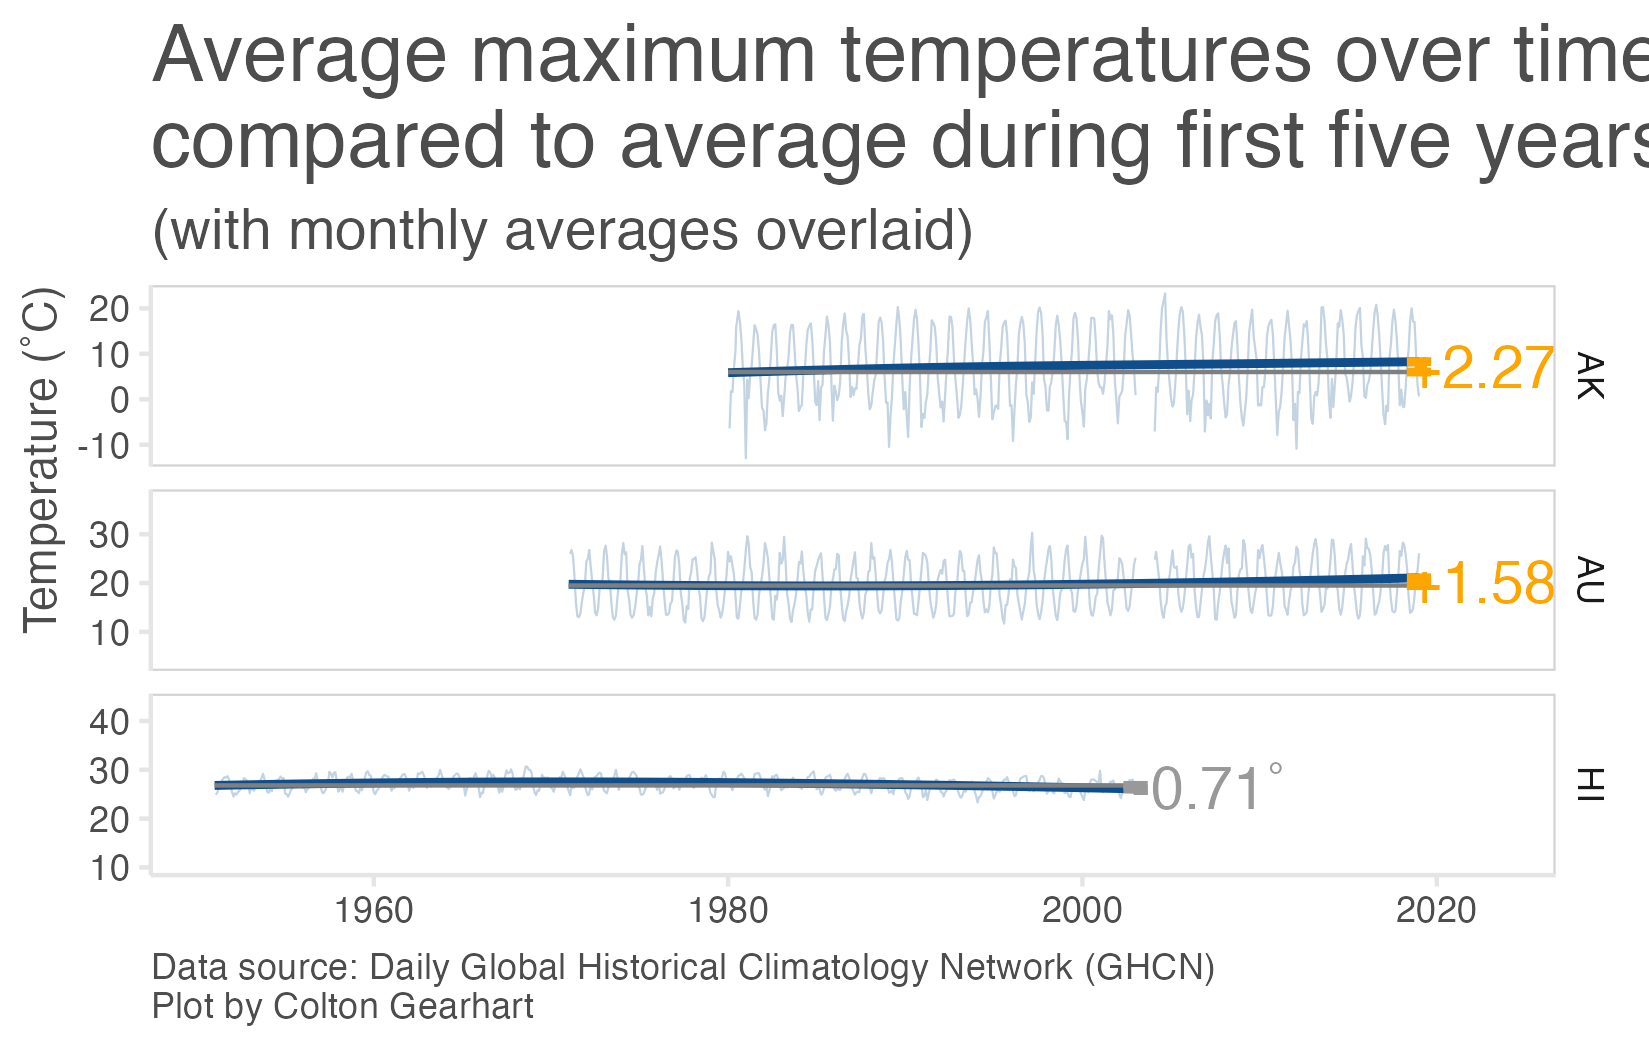 Average maximum temperatures over time
compared to average during first five years
(with monthly averages overlaid)
Temperature (°C)
20
10
0
-10
+2.27
AK
30
20
10
+1.58
AU
40
30
20
10
-0.71°
HI
1960
1980
2000
2020
Data source: Daily Global Historical Climatology Network (GHCN)
Plot by Colton Gearhart